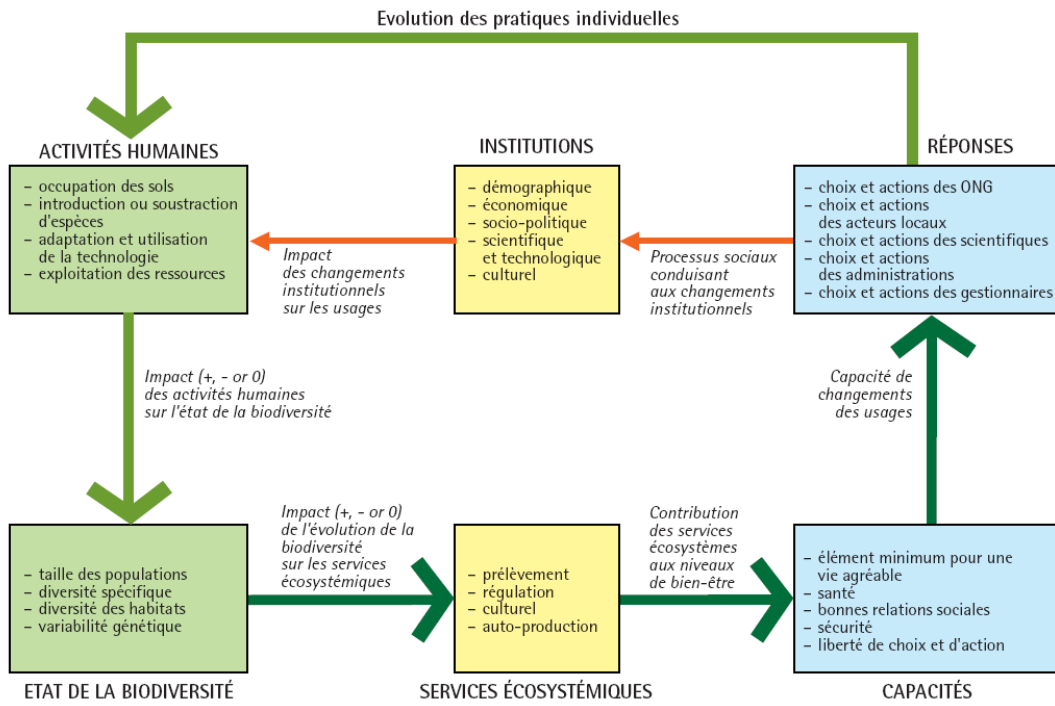 Evolution des pratiques individuelles
ACTIVITÉS HUMAINES
– occupation des sols
– introduction ou soustraction
d'espèces
– adaptation et utilisation
de la technologie
– exploitation des ressources
Impact
des changements
institutionnels
sur les usages
INSTITUTIONS
– démographique
– économique
– socio-politique
– scientifique
et technologique
– culturel
Processus sociaux
conduisant
aux changements
institutionnels
RÉPONSES
– choix et actions des ONG
– choix et actions
des acteurs locaux
– choix et actions des scientifiques
– choix et actions
des administrations
– choix et actions des gestionnaires
Impact (+, - or 0)
des activités humaines
sur l'état de la biodiversité
Capacité de
changements
des usages
– taille des populations
– diversité spécifique
– diversité des habitats
– variabilité génétique
ETAT DE LA BIODIVERSITÉ
Impact (+, - or 0)
de l'évolution de la
biodiversité
sur les services
écosystémiques
– prélèvement
– régulation
– culturel
– auto-production
SERVICES ÉCOSYSTÉMIQUES
Contribution
des services
écosystèmes
aux niveaux
de bien-être
– élément minimum pour une
vie agréable
– santé
– bonnes relations sociales
– sécurité
– liberté de choix et d'action
CAPACITÉS